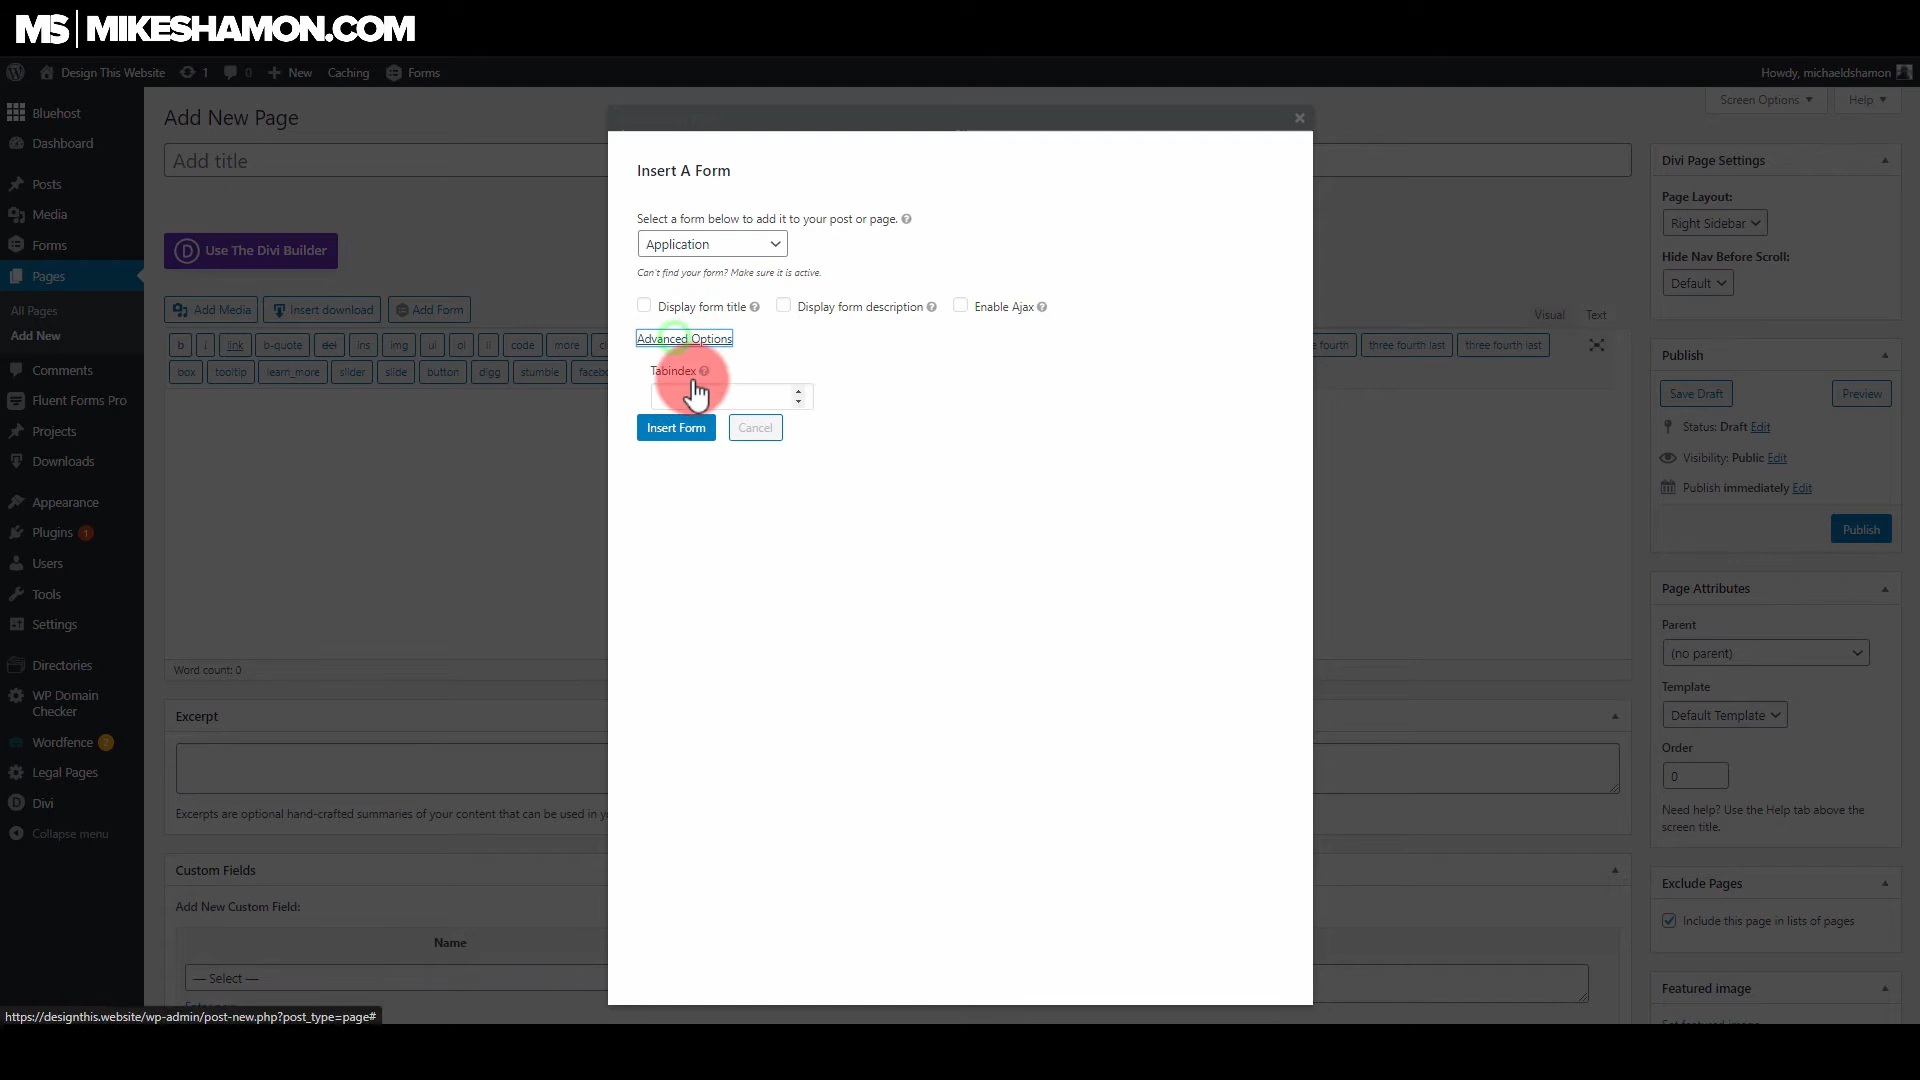 MS | MIKESHAMON.COM
Design This Website 1 0 New Caching Forms
Howdy, michaeldshamon
Bluehost
Dashboard
Posts
Media
Forms
Pages
All Pages
Add New
Comments
Fluent Forms Pro
Projects
Downloads
Appearance
Plugins 1
Users
Tools
Settings
Directories
WP Domain
Checker
Wordfence 2
Legal Pages
Divi
Collapse menu
Screen Options Help
Add New Page
Add title
Use The Divi Builder
Add Media Insert download Add Form
Visual Text
b i link b-quote del ins img ul ol li code more
fourth three fourth last three fourth last
box tooltip learn_more slider slide button digg stumble
Word count: 0
Excerpt
Excerpts are optional hand-crafted summaries of your content that can be used in
Custom Fields
Add New Custom Field:
Name
— Select —
Insert A Form
Select a form below to add it to your post or page.
Application
Can't find your form? Make sure it is active.
Display form title Display form description Enable Ajax
Advanced Options
Tabindex
Insert Form Cancel
Divi Page Settings
Page Layout:
Right Sidebar
Hide Nav Before Scroll:
Default
Publish
Save Draft Preview
Status: Draft Edit
Visibility: Public Edit
Publish immediately Edit
Publish
Page Attributes
Parent
(no parent)
Template
Default Template
Order
0
Need help? Use the Help tab above the
screen title.
Exclude Pages
Include this page in lists of pages
Featured image
https://designthis.website/wp-admin/post-new.php?post_type=page#